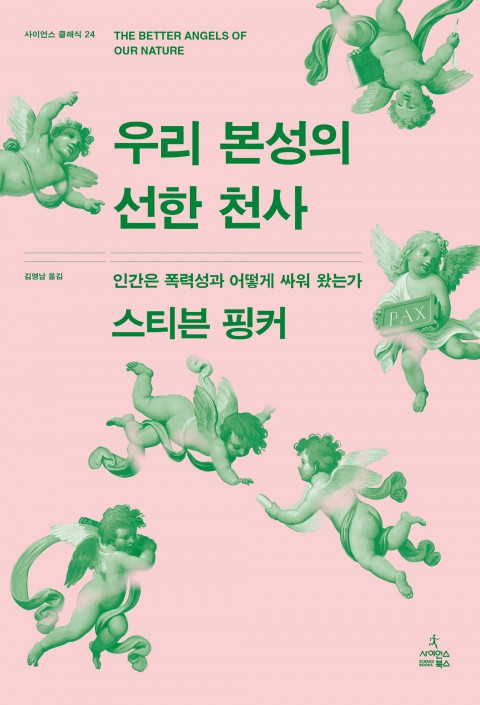 사이언스 클래식 24
THE BETTER ANGELS OF
OUR NATURE
우리 본성의
선한 천사
김명남 옮김
인간은 폭력성과 어떻게 싸워 왔는가
스티븐 핑커
PAX
사이언스
SCIENCE
BOOKS
북스